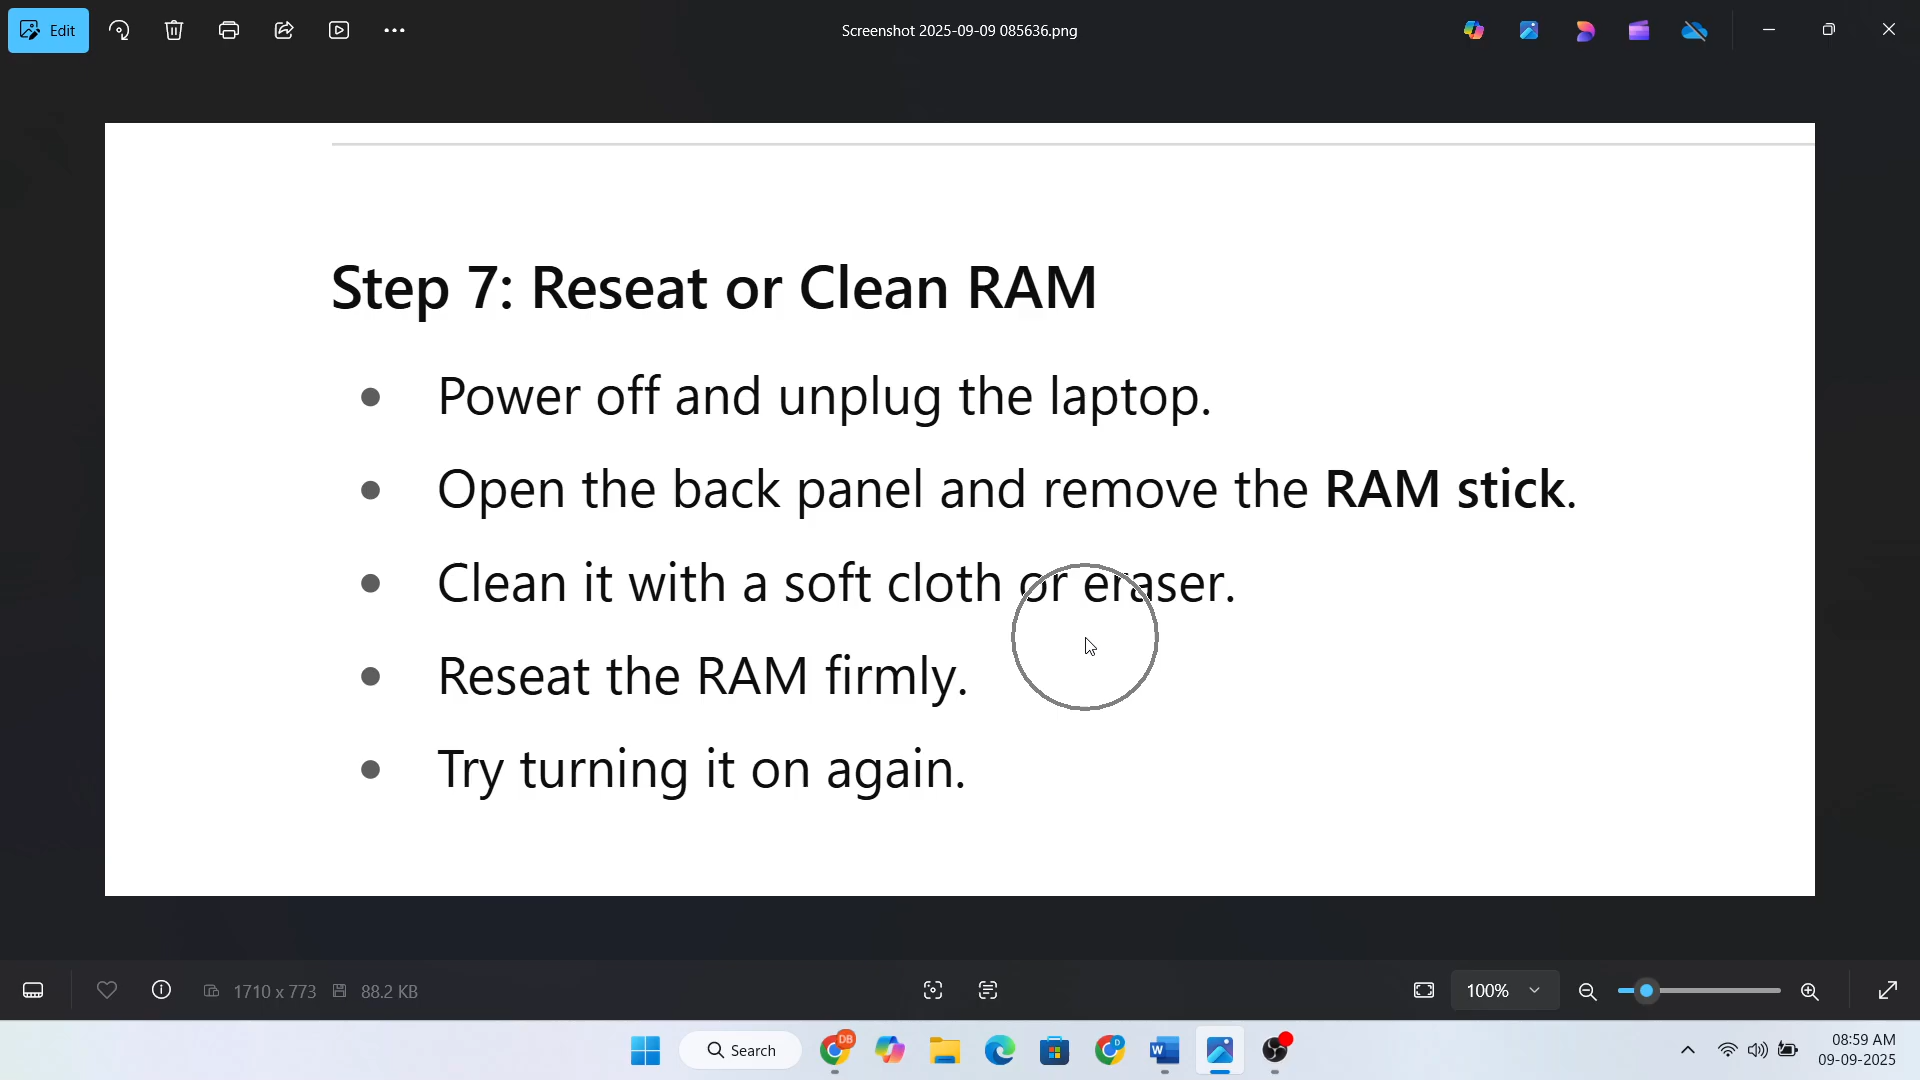 Edit
Screenshot 2025-09-09 085636.png
Step 7: Reseat or Clean RAM
Power off and unplug the laptop.
Open the back panel and remove the RAM stick.
Clean it with a soft cloth or eraser.
Reseat the RAM firmly.
Try turning it on again.
1710 x 773 88.2 KB 100%
Search DB D W 08:59 AM
09-09-2025